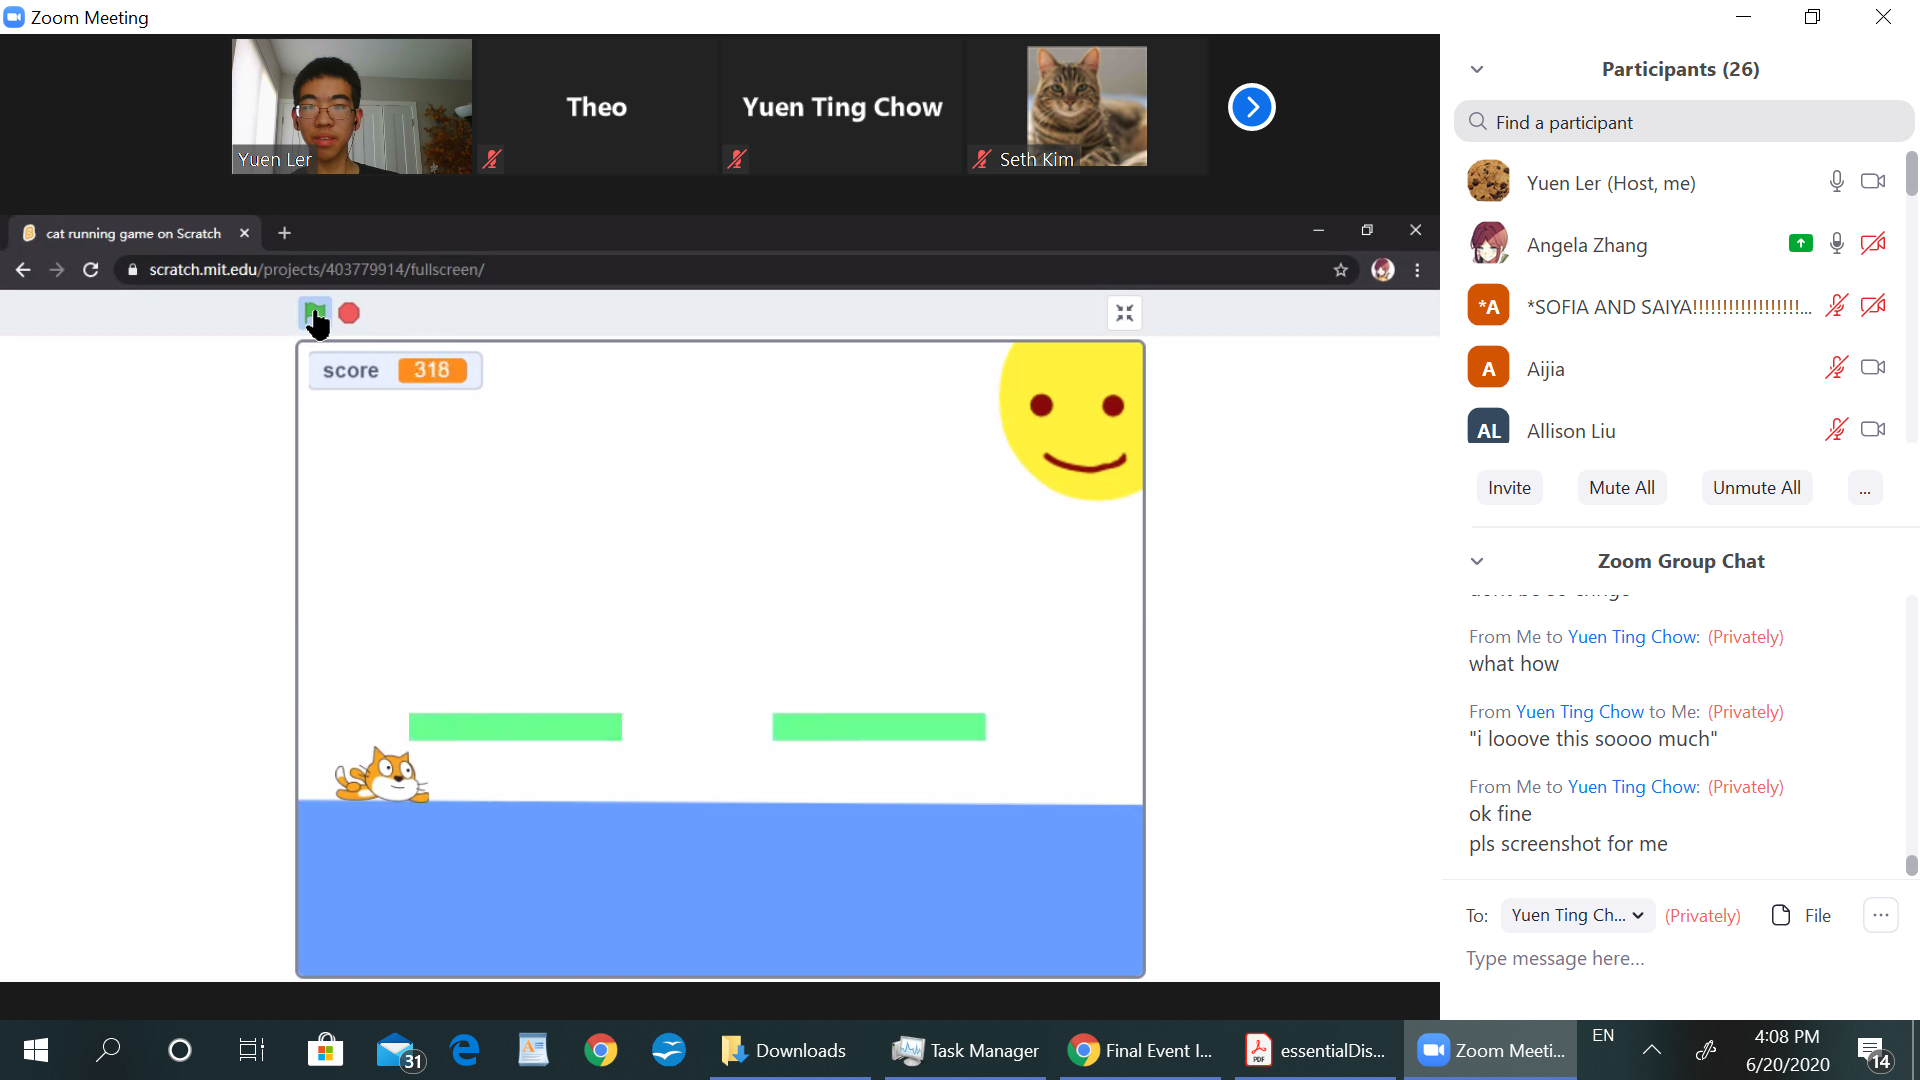 Zoom Meeting
Yuen Ler
Theo
Yuen Ting Chow
Seth Kim
cat running game on Scratch
scratch.mit.edu/projects/403779914/fullscreen/
score 318
Participants (26)
Find a participant
Yuen Ler (Host, me)
Angela Zhang
*A *SOFIA AND SAIYA!!!!!!!!!!!!!!!!!!...
A Aijia
AL Allison Liu
Invite Mute All Unmute All ...
Zoom Group Chat
From Me to Yuen Ting Chow: (Privately)
what how
From Yuen Ting Chow to Me: (Privately)
"i looove this soooo much"
From Me to Yuen Ting Chow: (Privately)
ok fine
pls screenshot for me
To: Yuen Ting Ch... (Privately) File
Type message here...
31 Downloads Task Manager Final Event I... PDF essentialDis... Zoom Meeti... EN 4:08 PM
6/20/2020 14